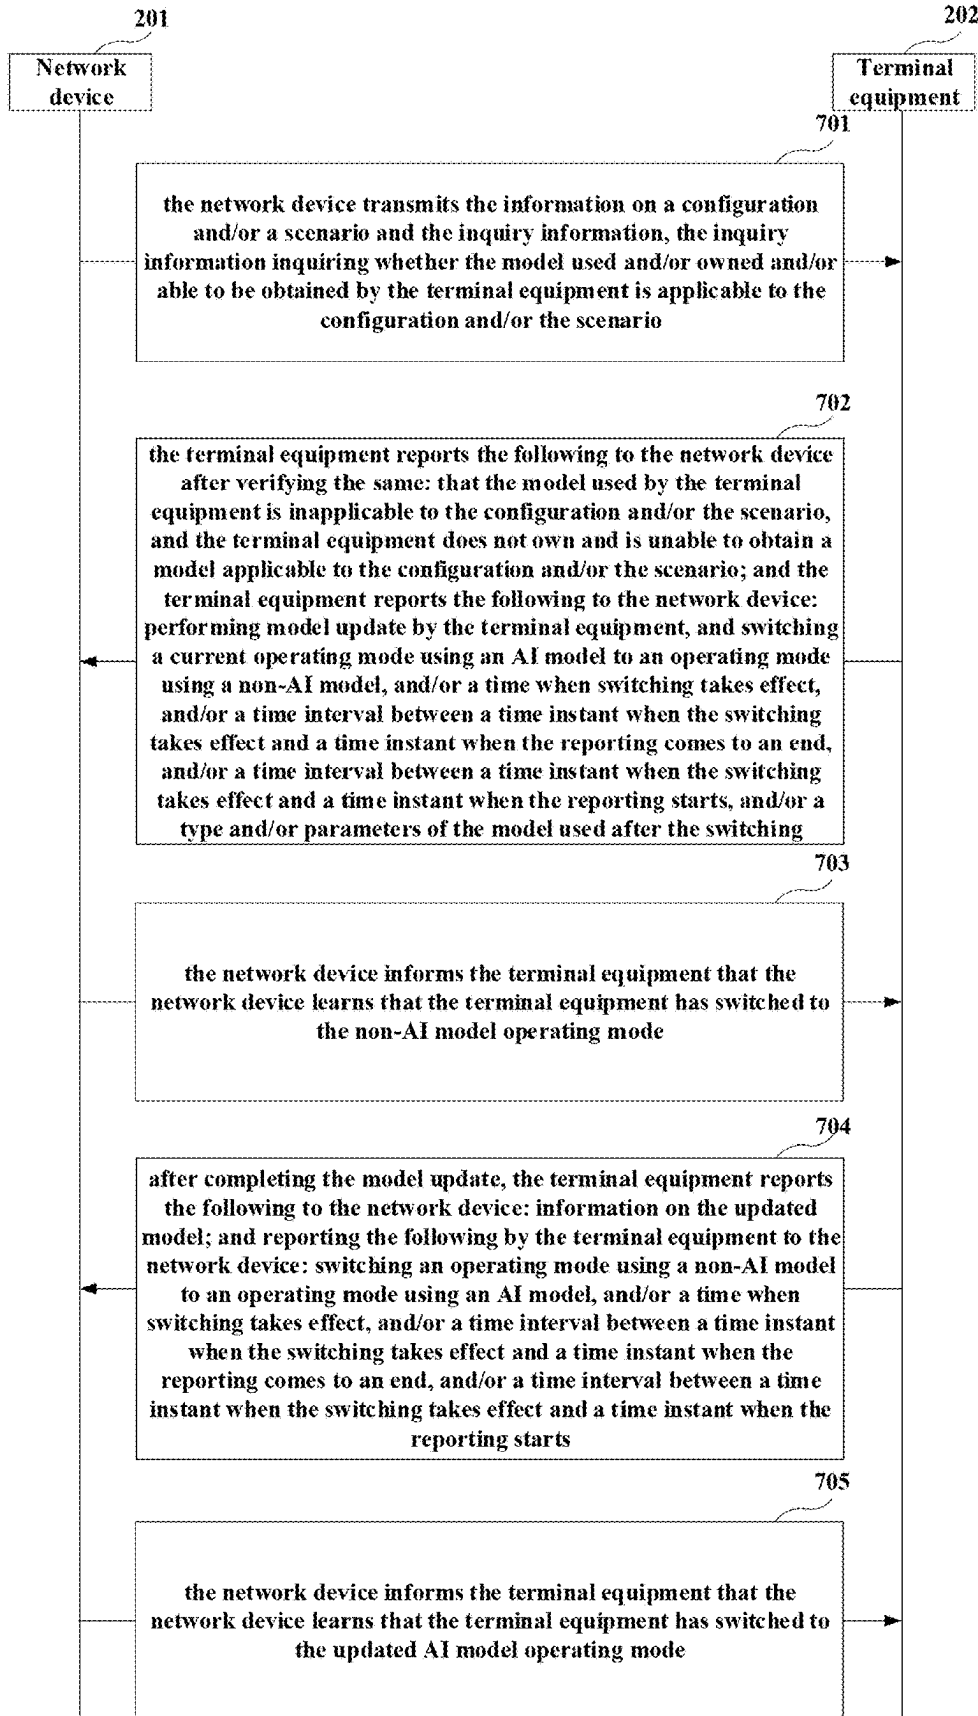 201
202
Network
device
Terminal
equipment
701
the network device transmits the information on a configuration
and/or a scenario and the inquiry information, the inquiry
information inquiring whether the model used and/or owned and/or
able to be obtained by the terminal equipment is applicable to the
configuration and/or the scenario
702
the terminal equipment reports the following to the network device
after verifying the same: that the model used by the terminal
equipment is inapplicable to the configuration and/or the scenario,
and the terminal equipment does not own and is unable to obtain a
model applicable to the configuration and/or the scenario; and the
terminal equipment reports the following to the network device:
performing model update by the terminal equipment, and switching
a current operating mode using an AI model to an operating mode
using a non-AI model, and/or a time when switching takes effect,
and/or a time interval between a time instant when the switching
takes effect and a time instant when the reporting comes to an end,
and/or a time interval between a time instant when the switching
takes effect and a time instant when the reporting starts, and/or a
type and/or parameters of the model used after the switching
703
the network device informs the terminal equipment that the
network device learns that the terminal equipment has switched to
the non-AI model operating mode
704
after completing the model update, the terminal equipment reports
the following to the network device: information on the updated
model; and reporting the following by the terminal equipment to the
network device: switching an operating mode using a non-AI model
to an operating mode using an AI model, and/or a time when
switching takes effect, and/or a time interval between a time instant
when the switching takes effect and a time instant when the
reporting comes to an end, and/or a time interval between a time
instant when the switching takes effect and a time instant when the
reporting starts
705
the network device informs the terminal equipment that the
network device learns that the terminal equipment has switched to
the updated AI model operating mode